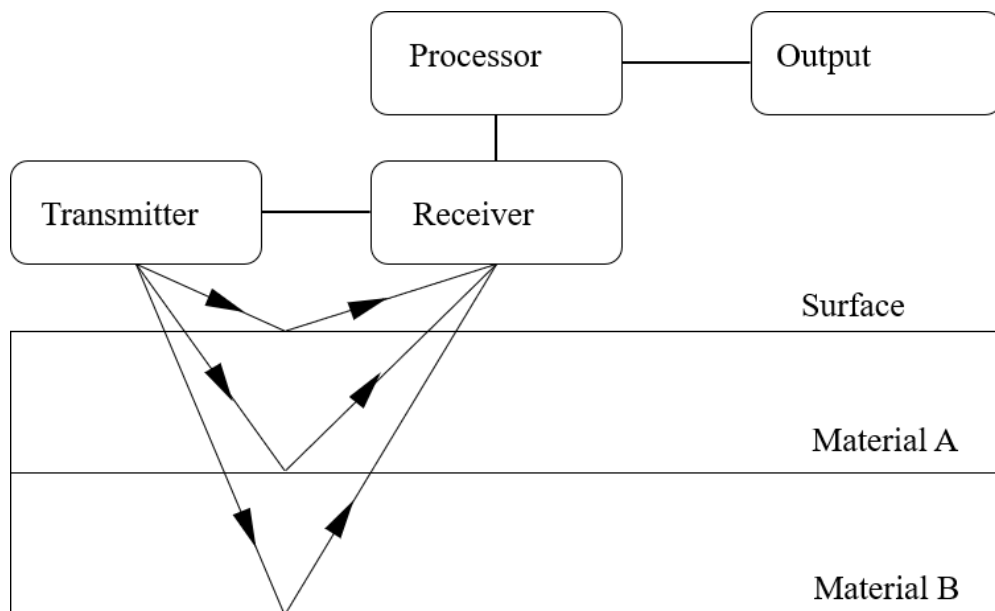 Processor
Output
Transmitter
Receiver
Surface
Material A
Material B